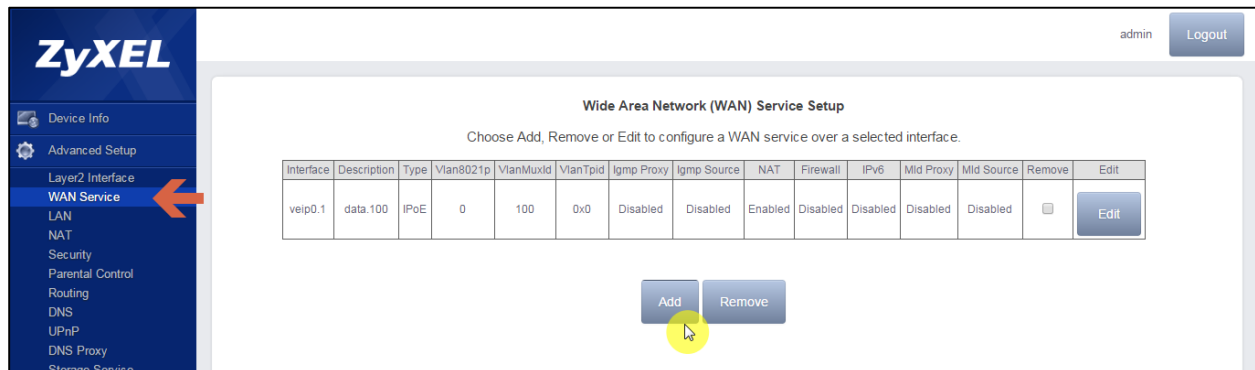 ZyXEL
admin
Logout
Device Info
Advanced Setup
Layer2 Interface
WAN Service
LAN
NAT
Security
Parental Control
Routing
DNS
UPnP
DNS Proxy
Storage Service
Wide Area Network (WAN) Service Setup
Choose Add, Remove or Edit to configure a WAN service over a selected interface.
Interface Description Type Vlan8021p VlanMuxId VlanTpid Igmp Proxy Igmp Source NAT Firewall IPv6 Mld Proxy Mld Source Remove Edit
veip0.1 data.100 IPoE 0 100 0x0 Disabled Disabled Enabled Disabled Disabled Disabled Disabled Edit
Add Remove